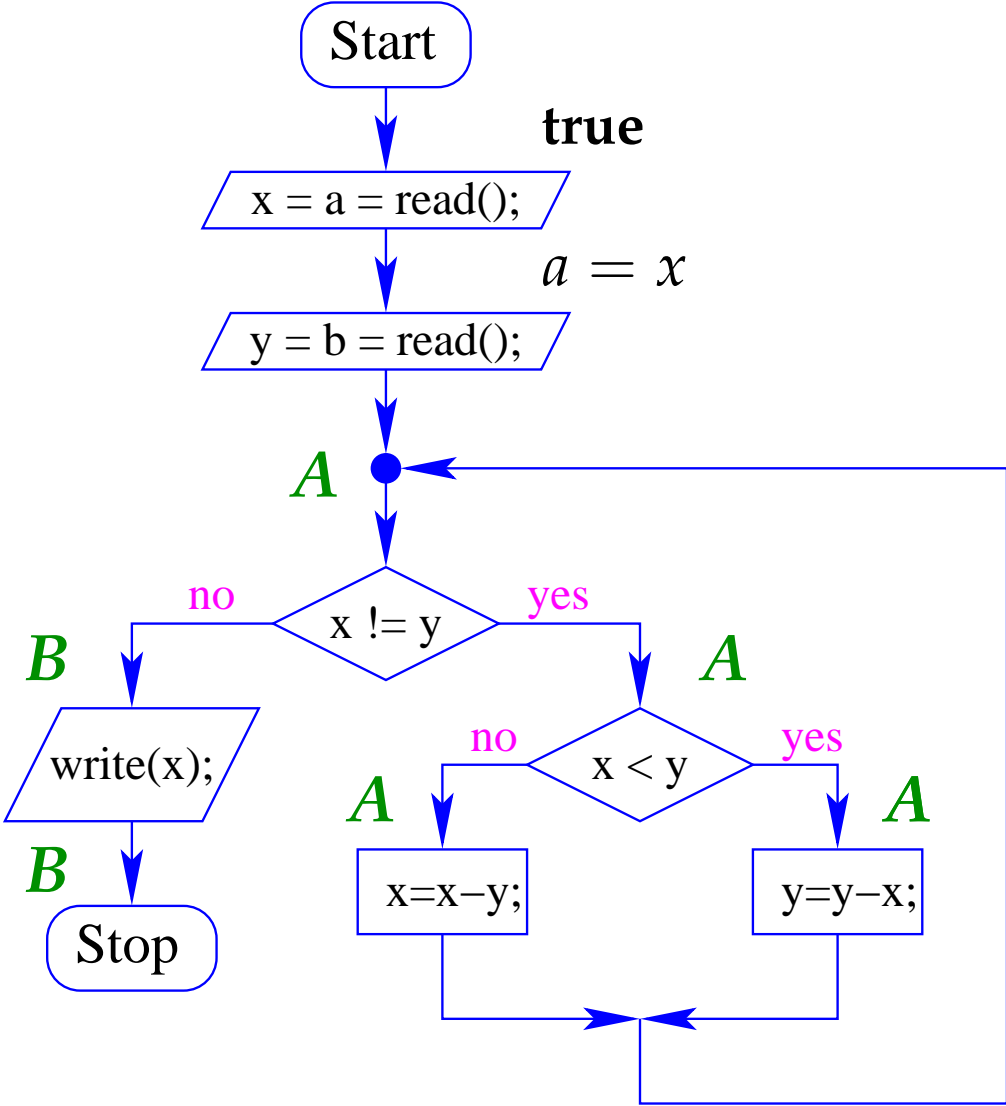 Start
true
x = a = read();
a = x
y = b = read();
A
no
yes
x != y
B
A
no
yes
write(x);
x < y
A
A
B
x=x−y;
y=y−x;
Stop